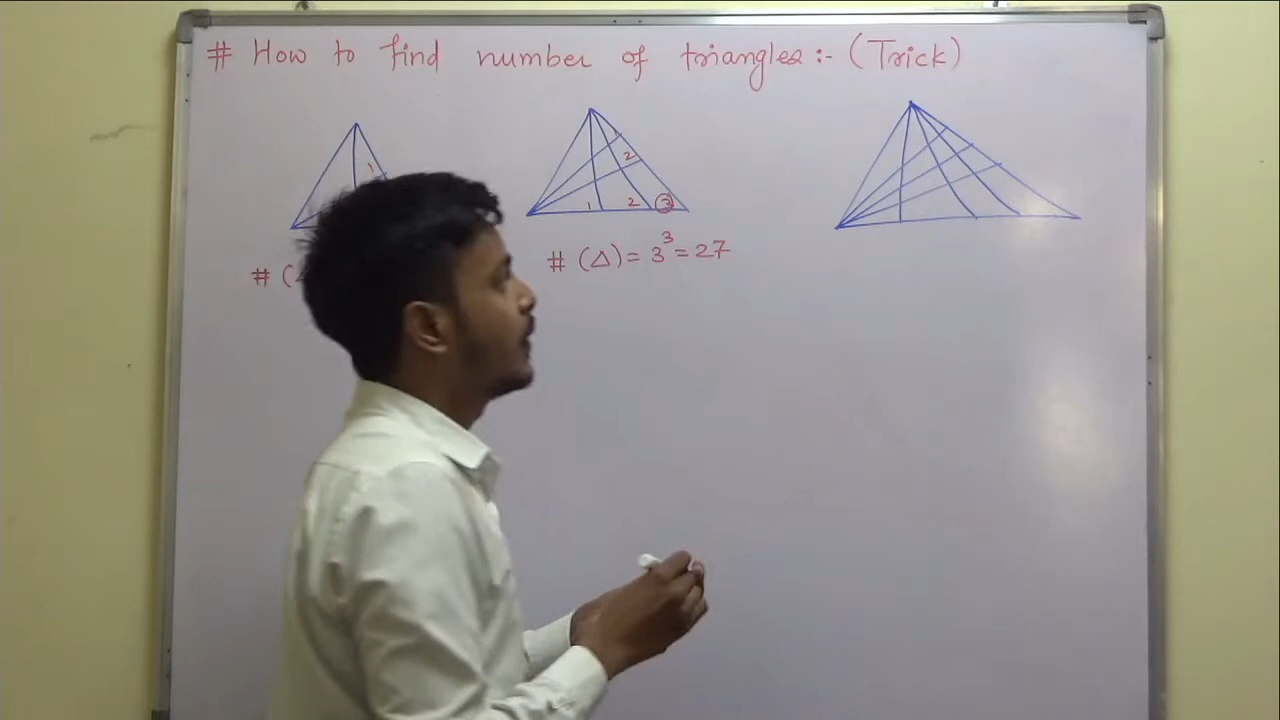 # How to find number of triangles :- (Trick)
1
2
1 2 3
# (
# (△) = 3³ = 27